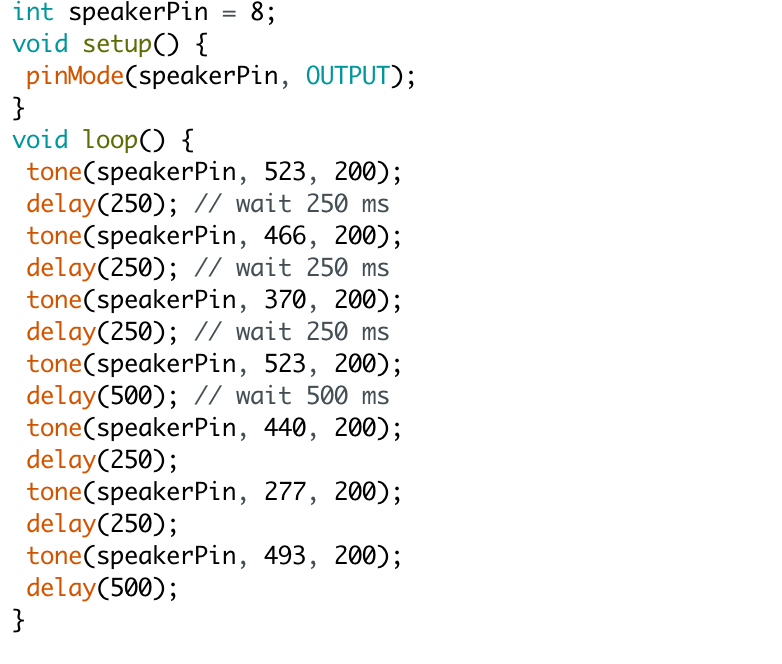 int speakerPin = 8;
void setup() {
 pinMode(speakerPin, OUTPUT);
}
void loop() {
 tone(speakerPin, 523, 200);
 delay(250); // wait 250 ms
 tone(speakerPin, 466, 200);
 delay(250); // wait 250 ms
 tone(speakerPin, 370, 200);
 delay(250); // wait 250 ms
 tone(speakerPin, 523, 200);
 delay(500); // wait 500 ms
 tone(speakerPin, 440, 200);
 delay(250);
 tone(speakerPin, 277, 200);
 delay(250);
 tone(speakerPin, 493, 200);
 delay(500);
}